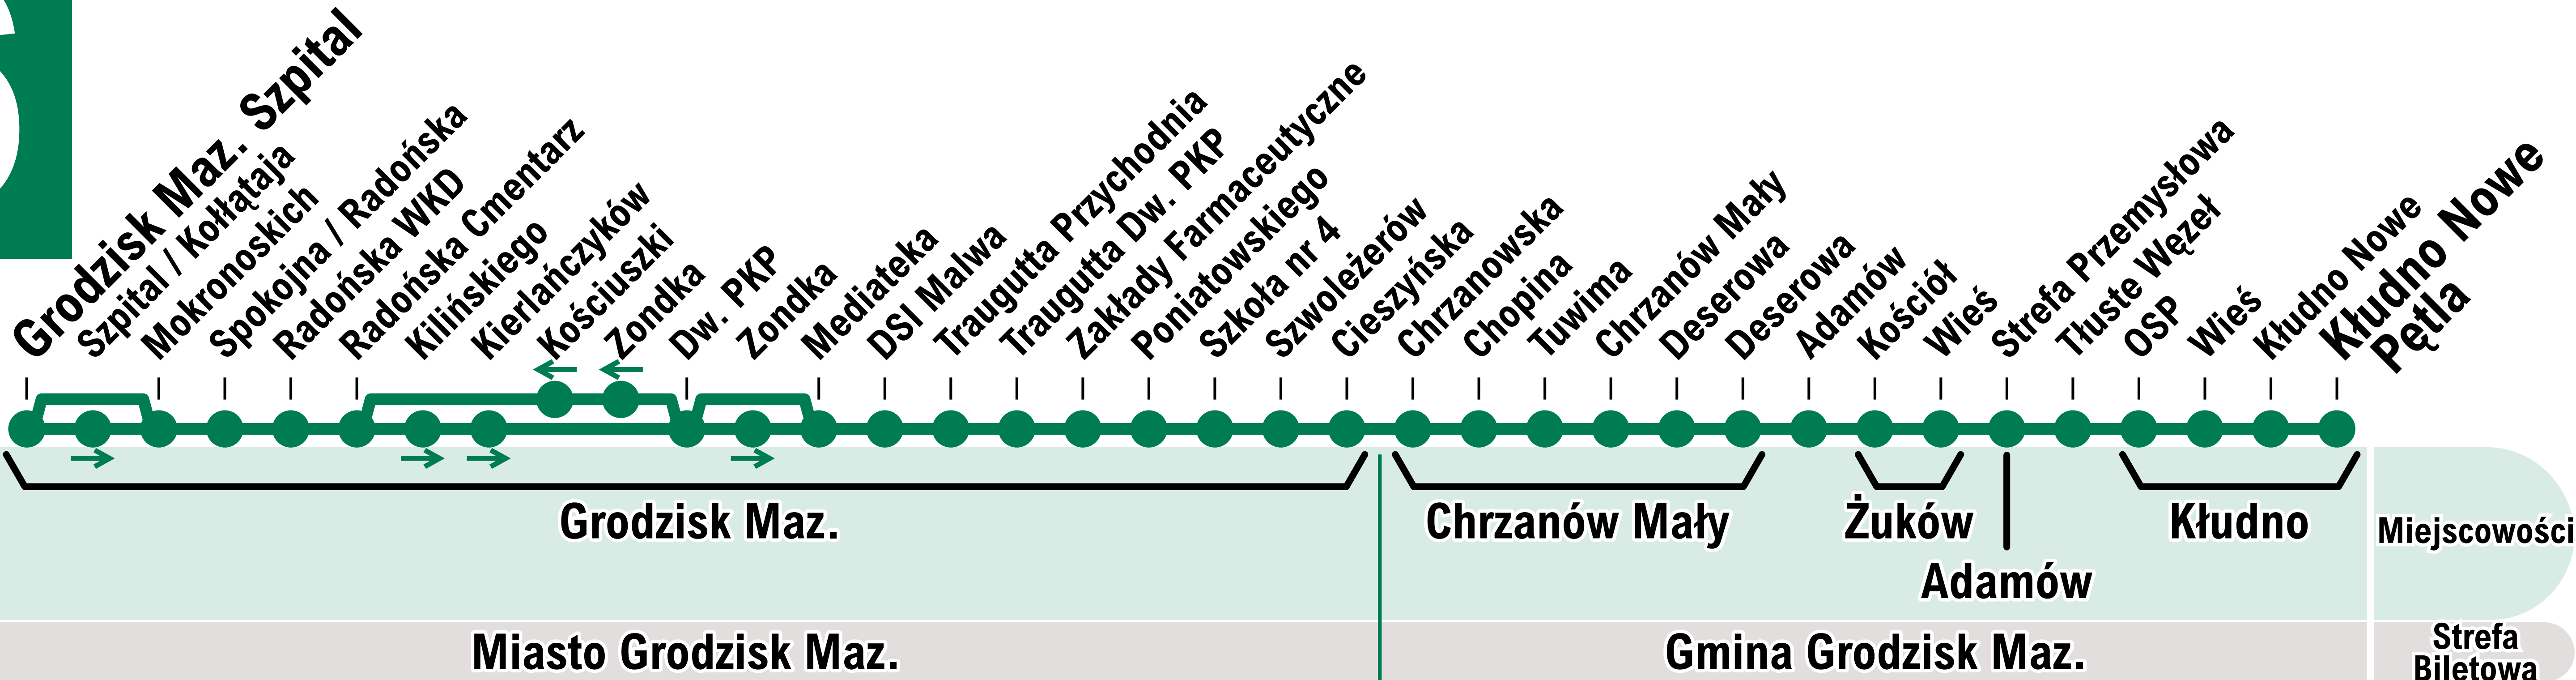 Grodzisk Maz. Szpital
Szpital / Kołłątaja
Mokronoskich
Spokojna / Radońska
Radońska WKD
Radońska Cmentarz
Kilińskiego
Kierlańczyków
Kościuszki
Zondka
Dw. PKP
Zondka
Mediateka
DSI Malwa
Traugutta Przychodnia
Traugutta Dw. PKP
Zakłady Farmaceutyczne
Poniatowskiego
Szkoła nr 4
Szwoleżerów
Cieszyńska
Chrzanowska
Chopina
Tuwima
Chrzanów Mały
Deserowa
Deserowa
Adamów
Kościół
Wieś
Strefa Przemysłowa
Tłuste Węzeł
OSP
Wieś
Kłudno Nowe
Kłudno Nowe
Pętla
Grodzisk Maz.
Chrzanów Mały
Żuków
Adamów
Kłudno
Miejscowości
Miasto Grodzisk Maz.
Gmina Grodzisk Maz.
Strefa
Biletowa